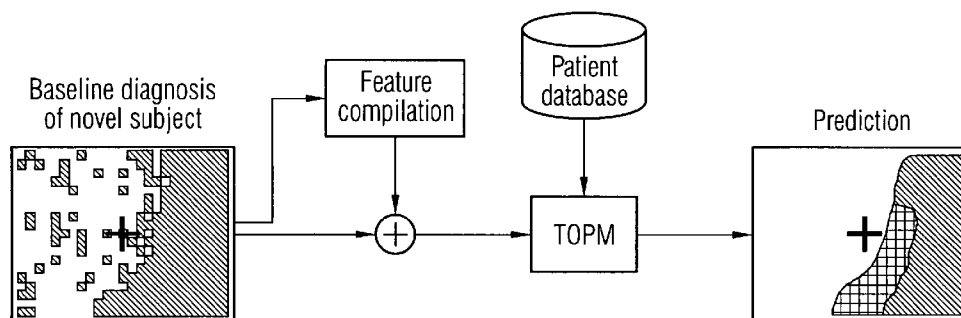 Baseline diagnosis
of novel subject
Feature
compilation
Patient
database
TOPM
Prediction